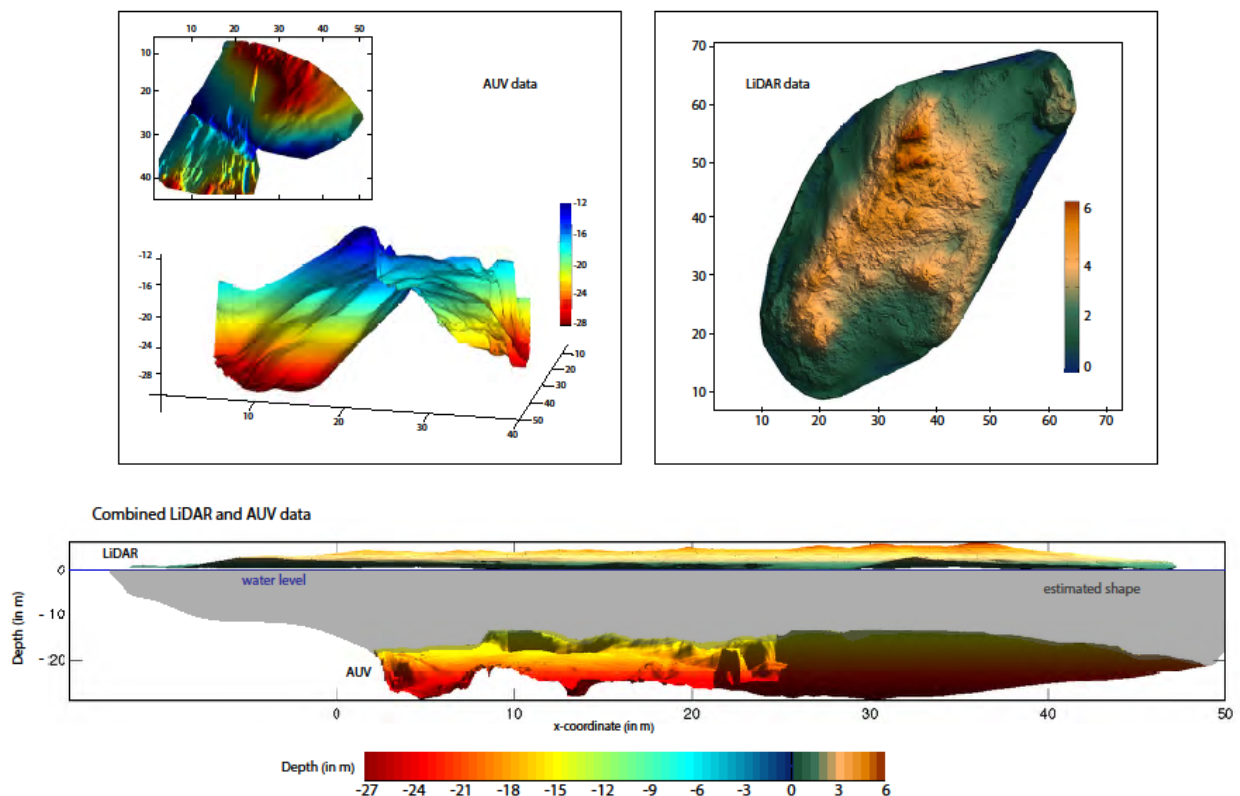 AUV data
10 20 30 40 50
10
20
30
40
-12
-16
-20
-24
-28
-12
-16
-20
-24
-28
10
20
30
40
10
20
30
40
50
LiDAR data
70
60
50
40
30
20
10
10 20 30 40 50 60 70
6
4
2
0
Combined LiDAR and AUV data
LiDAR
water level
estimated shape
AUV
Depth (in m)
0
- 10
- 20
0 10 20 30 40 50
x-coordinate (in m)
Depth (in m)
-27 -24 -21 -18 -15 -12 -9 -6 -3 0 3 6